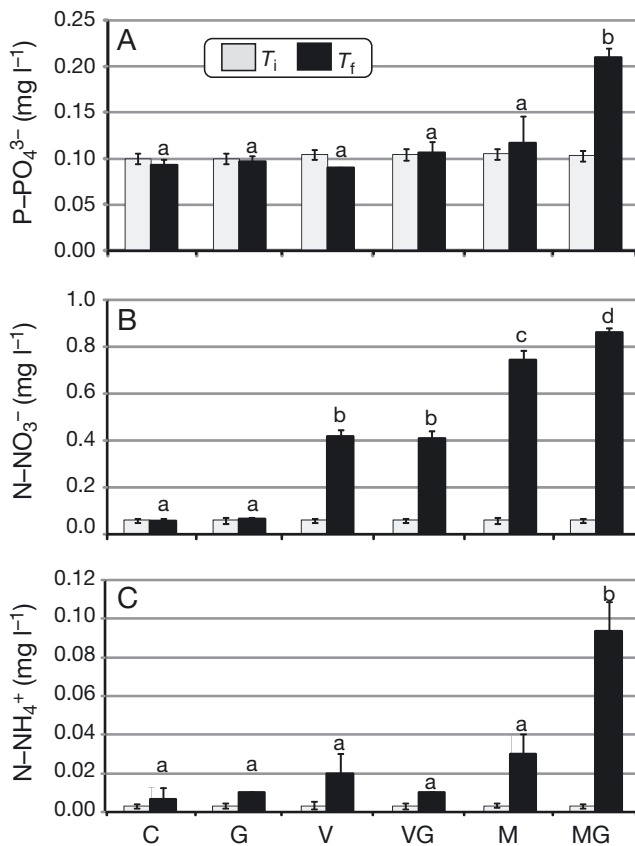 A
Ti Tf
P–PO₄³⁻ (mg l⁻¹)
0.25
0.20
0.15
0.10
0.05
0.00
a a a a a b
B
N–NO₃⁻ (mg l⁻¹)
1.0
0.8
0.6
0.4
0.2
0.0
a a b b c d
C
N–NH₄⁺ (mg l⁻¹)
0.12
0.10
0.08
0.06
0.04
0.02
0.00
a a a a a b
C G V VG M MG